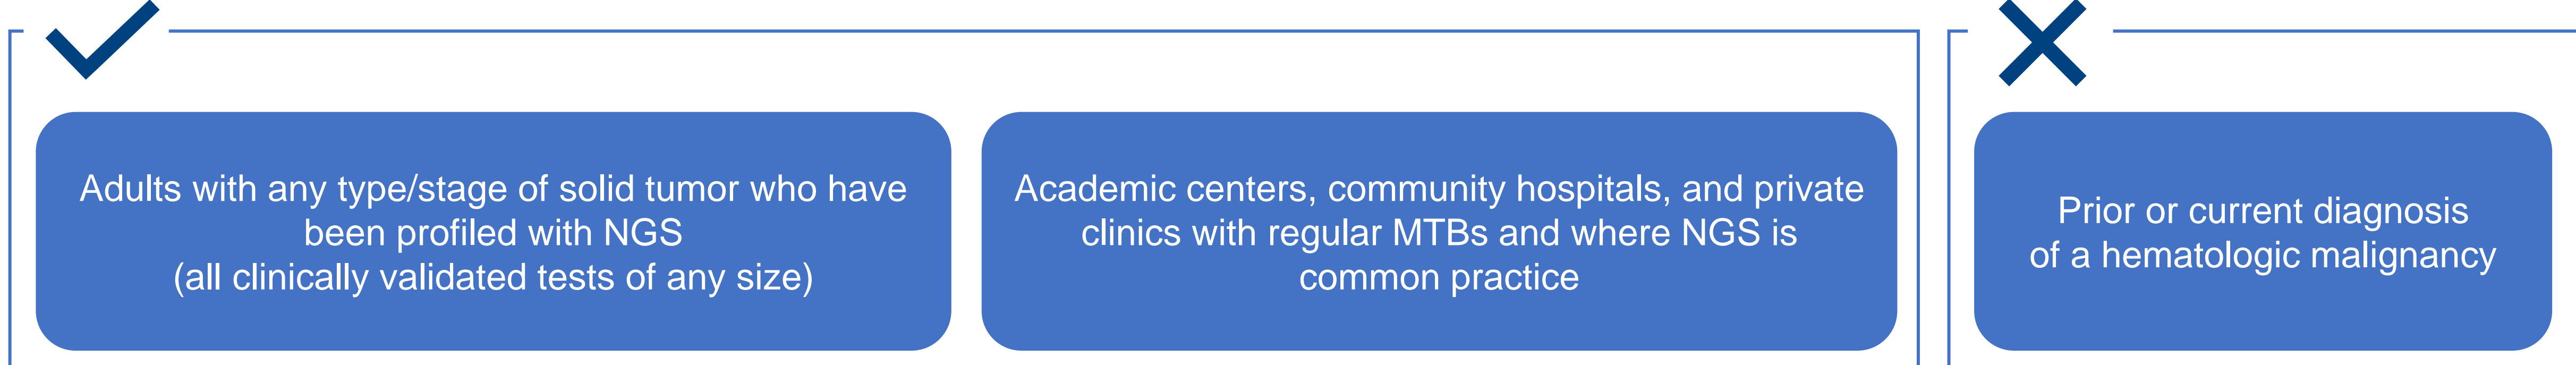 Adults with any type/stage of solid tumor who have
been profiled with NGS
(all clinically validated tests of any size)
Academic centers, community hospitals, and private
clinics with regular MTBs and where NGS is
common practice
Prior or current diagnosis
of a hematologic malignancy